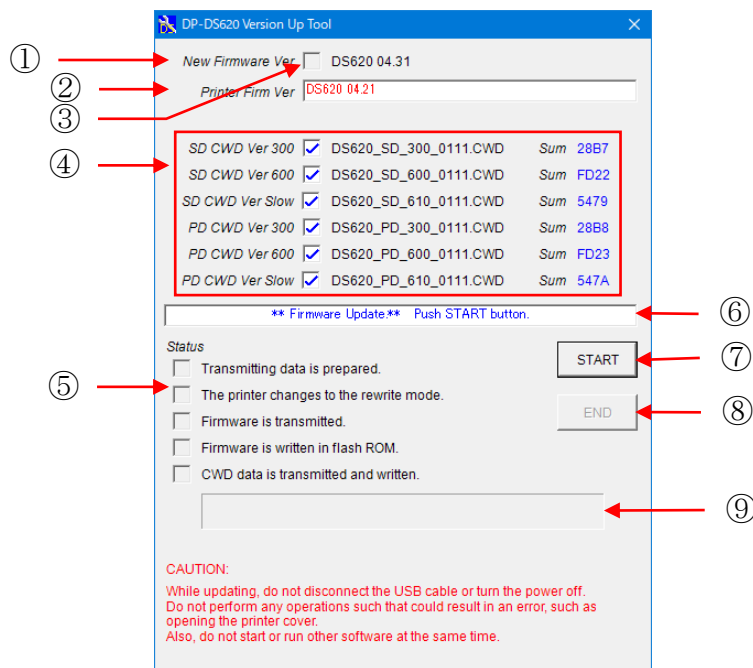 DP-DS620 Version Up Tool
① New Firmware Ver DS620 04.31
② Printer Firm Ver DS620 04.21
③
④ SD CWD Ver 300 DS620_SD_300_0111.CWD Sum 28B7
SD CWD Ver 600 DS620_SD_600_0111.CWD Sum FD22
SD CWD Ver Slow DS620_SD_610_0111.CWD Sum 5479
PD CWD Ver 300 DS620_PD_300_0111.CWD Sum 28B8
PD CWD Ver 600 DS620_PD_600_0111.CWD Sum FD23
PD CWD Ver Slow DS620_PD_610_0111.CWD Sum 547A
** Firmware Update.** Push START button. ⑥
Status
START ⑦
Transmitting data is prepared.
⑤ The printer changes to the rewrite mode.
END ⑧
Firmware is transmitted.
Firmware is written in flash ROM.
CWD data is transmitted and written.
⑨
CAUTION:
While updating, do not disconnect the USB cable or turn the power off.
Do not perform any operations such that could result in an error, such as
opening the printer cover.
Also, do not start or run other software at the same time.